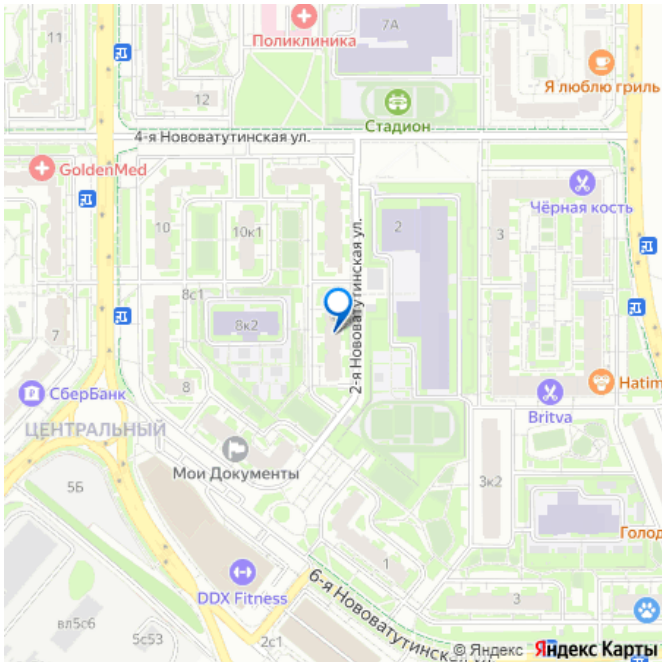 11
7А
Поликлиника
Я люблю гриль
12
Стадион
4-я Нововатутинская ул.
GoldenMed
Чёрная кость
10
10к1
2
3
2-я Нововатутинская ул.
8с1
8к2
7
8
СберБанк
Hatim
Britva
ЦЕНТРАЛЬНЫЙ
Мои Документы
5Б
3к2
Голод
1
DDX Fitness
6-я Нововатутинская ул.
3
вл5с6
5с53
2с1
© Яндекс Яндекс Карты